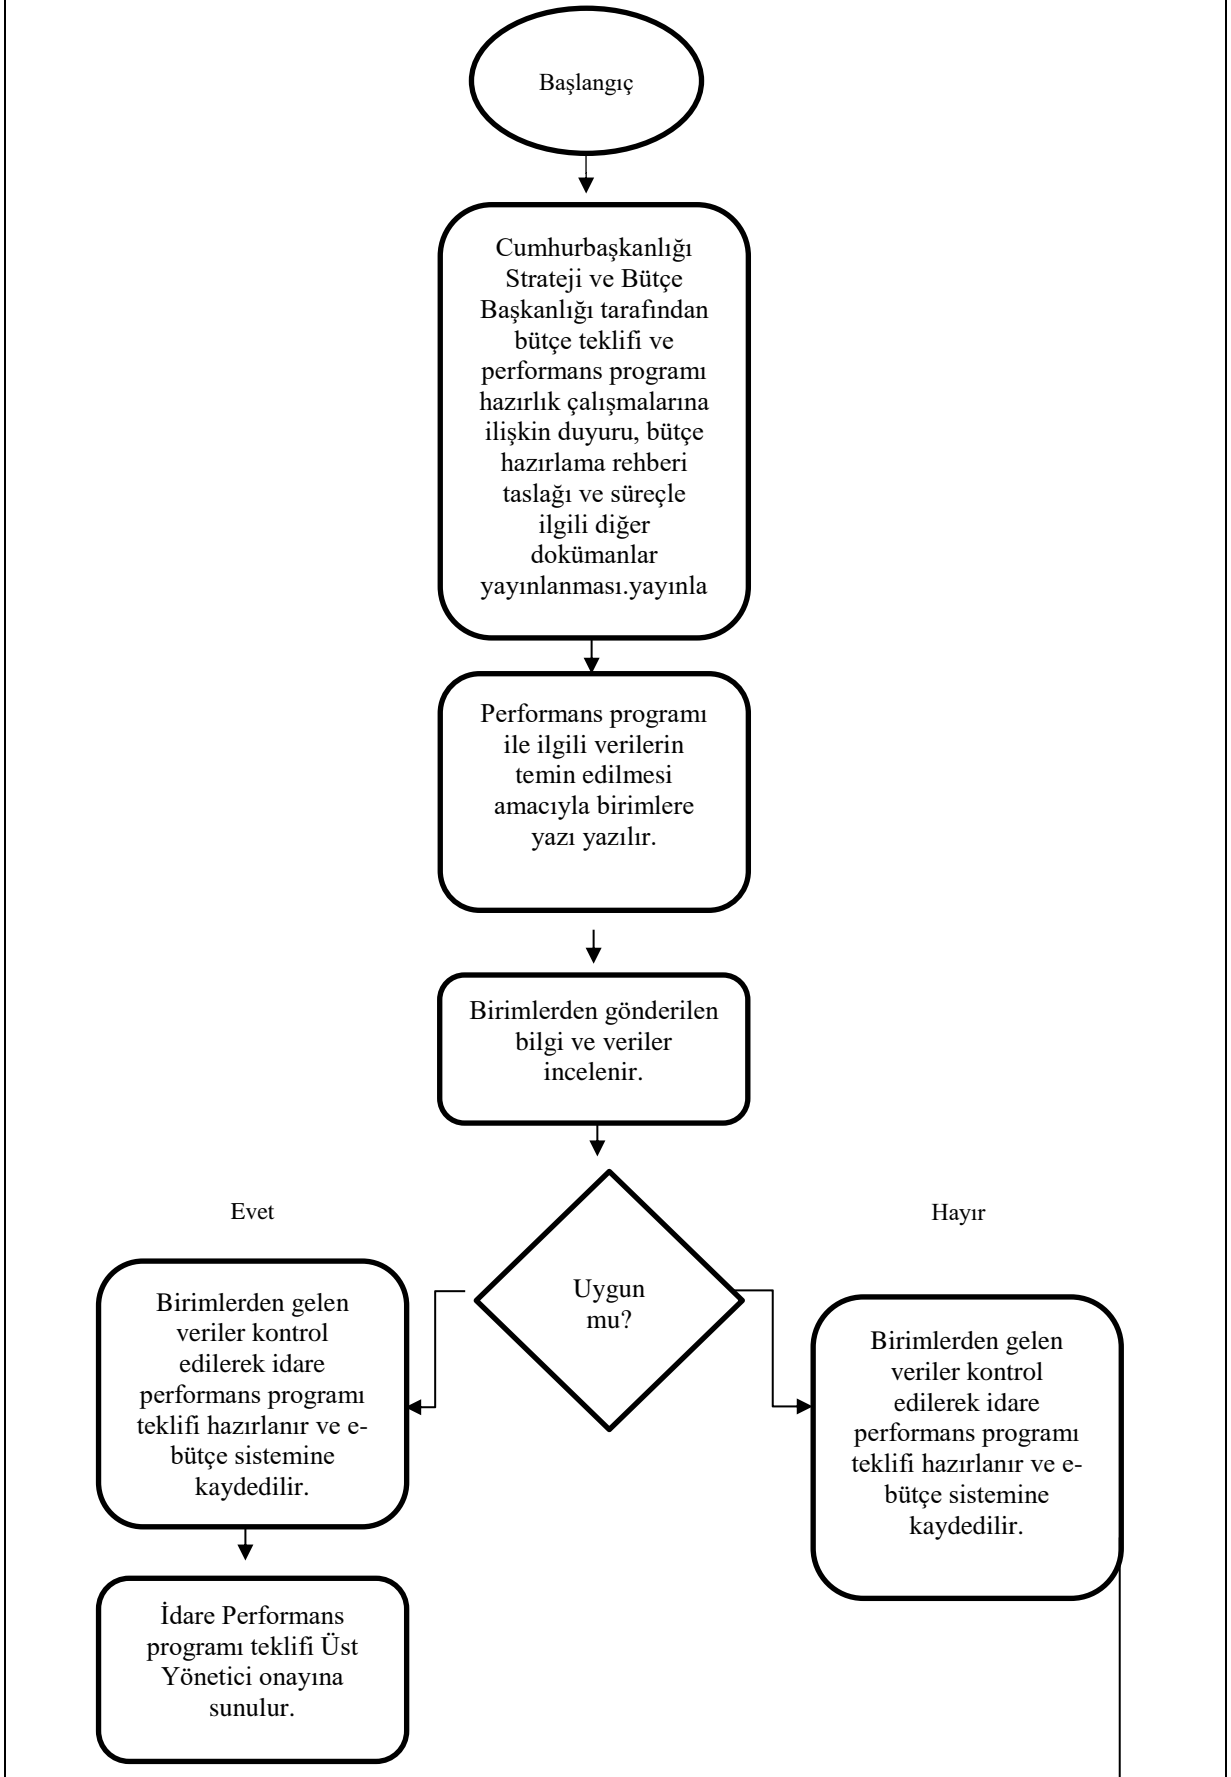 Başlangıç
Cumhurbaşkanlığı
Strateji ve Bütçe
Başkanlığı tarafından
bütçe teklifi ve
performans programı
hazırlık çalışmalarına
ilişkin duyuru, bütçe
hazırlama rehberi
taslağı ve süreçle
ilgili diğer
dokümanlar
yayınlanması.yayınla
Performans programı
ile ilgili verilerin
temin edilmesi
amacıyla birimlere
yazı yazılır.
Birimlerden gönderilen
bilgi ve veriler
incelenir.
Uygun
mu?
Evet
Birimlerden gelen
veriler kontrol
edilerek idare
performans programı
teklifi hazırlanır ve e-
bütçe sistemine
kaydedilir.
İdare Performans
programı teklifi Üst
Yönetici onayına
sunulur.
Hayır
Birimlerden gelen
veriler kontrol
edilerek idare
performans programı
teklifi hazırlanır ve e-
bütçe sistemine
kaydedilir.